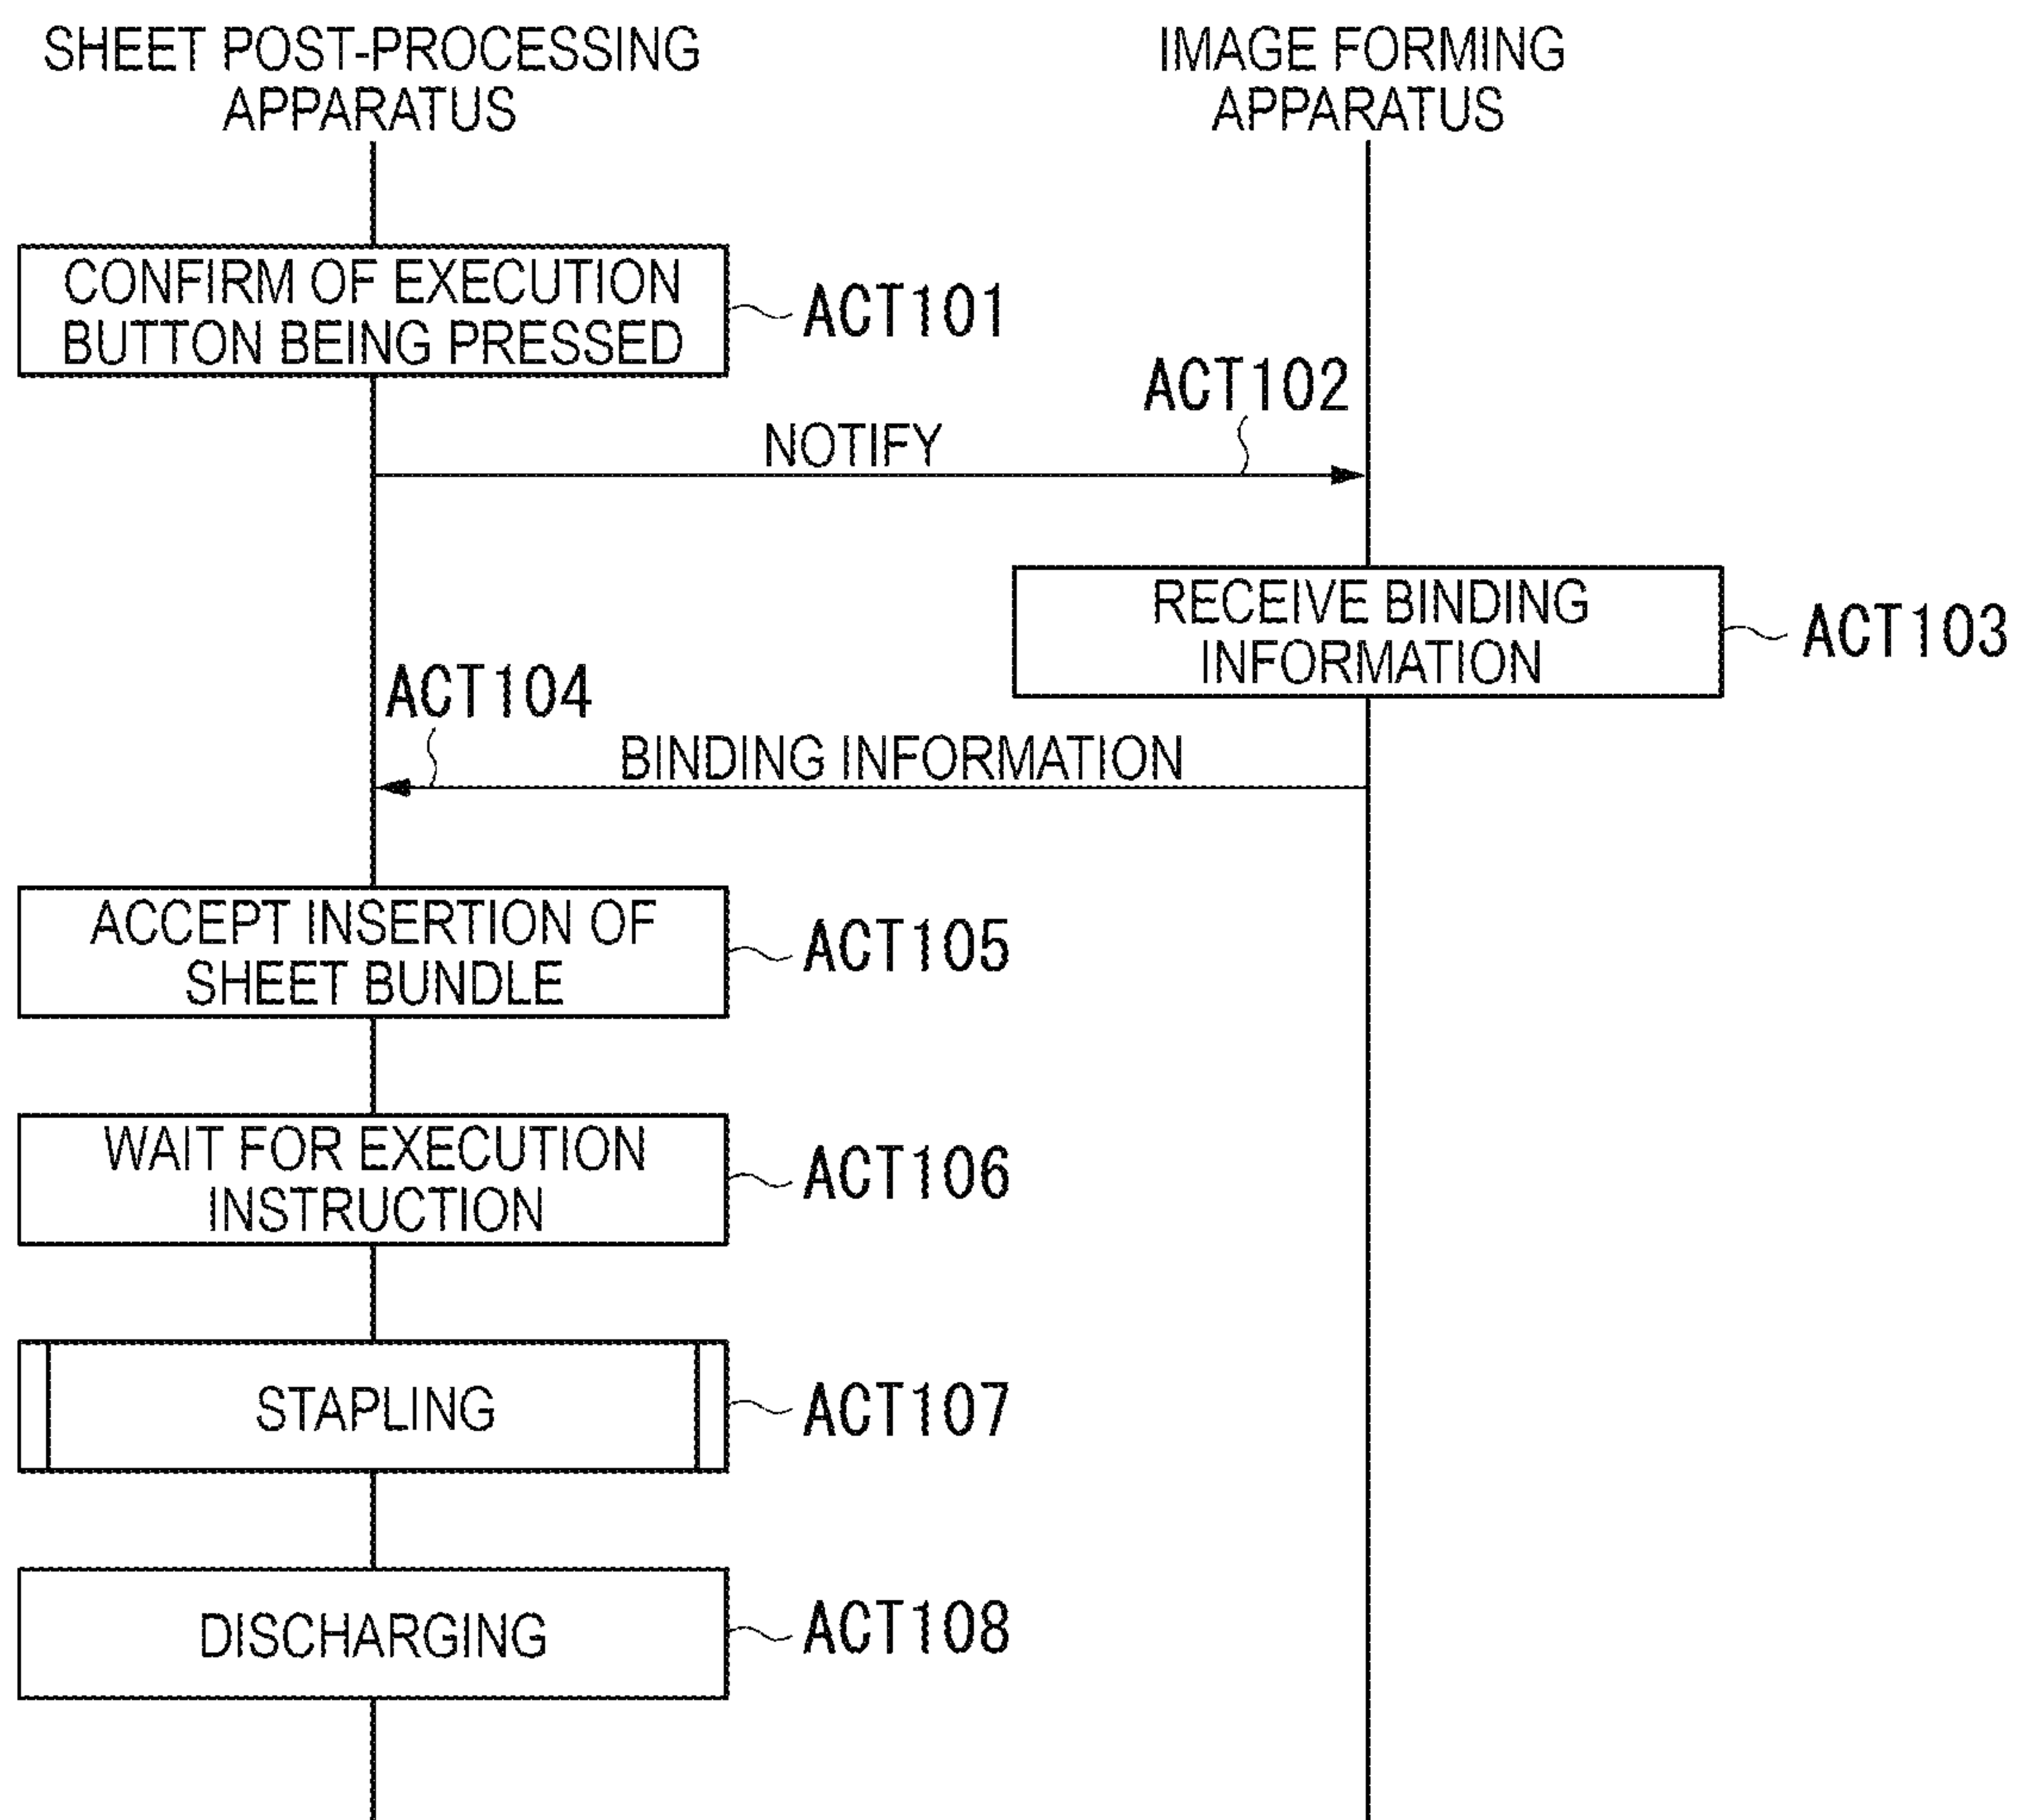 SHEET POST-PROCESSING
APPARATUS
IMAGE FORMING
APPARATUS
CONFIRM OF EXECUTION
BUTTON BEING PRESSED
ACT101
ACT102
NOTIFY
RECEIVE BINDING
INFORMATION
ACT103
ACT104
BINDING INFORMATION
ACCEPT INSERTION OF
SHEET BUNDLE
ACT105
WAIT FOR EXECUTION
INSTRUCTION
ACT106
STAPLING
ACT107
DISCHARGING
ACT108